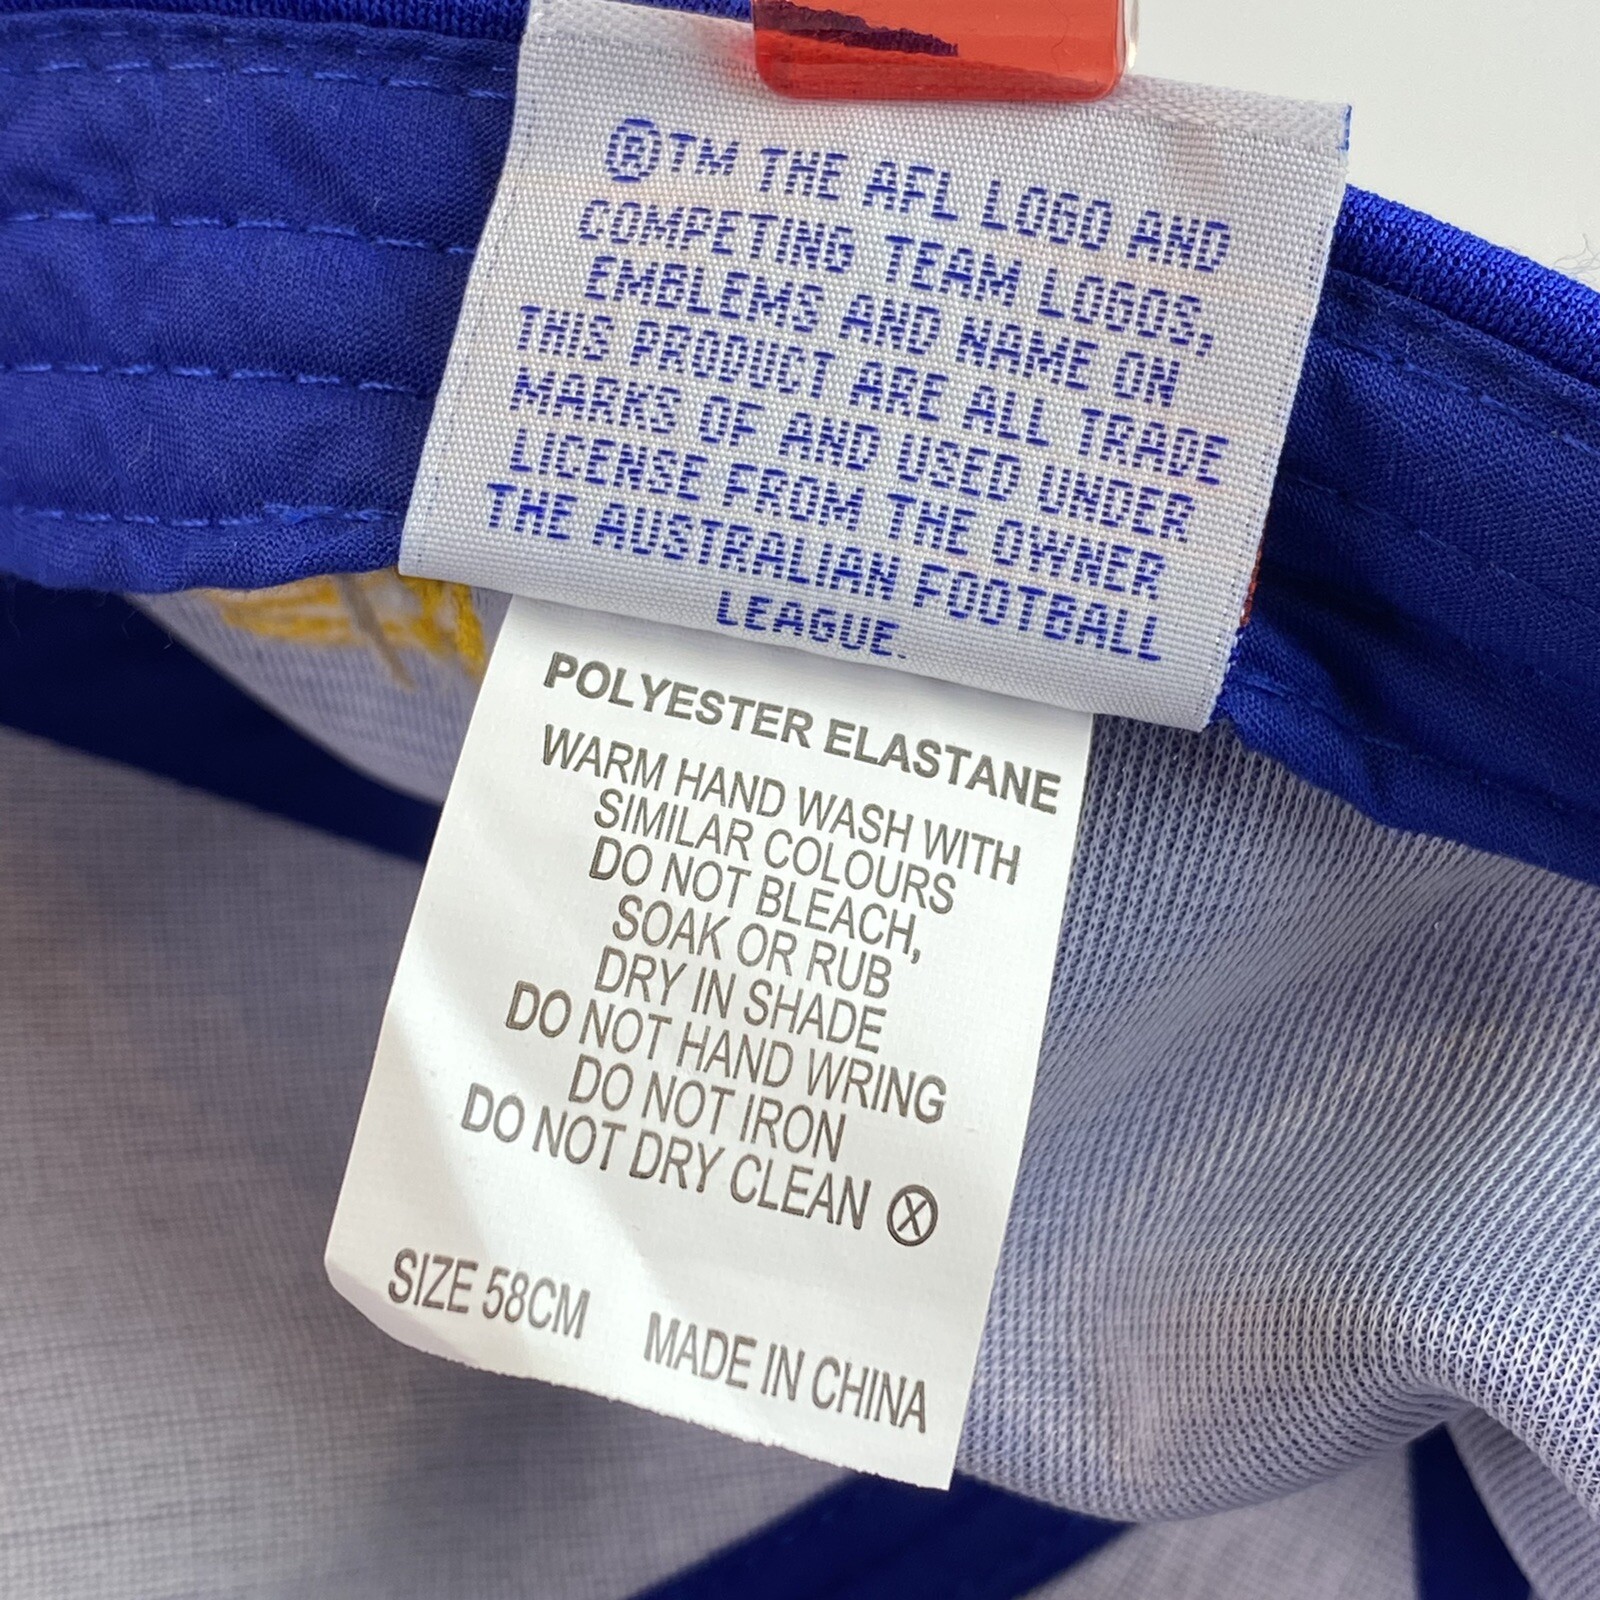 ®TM THE AFL LOGO AND
COMPETING TEAM LOGOS,
EMBLEMS AND NAME ON
THIS PRODUCT ARE ALL TRADE
MARKS OF AND USED UNDER
LICENSE FROM THE OWNER
THE AUSTRALIAN FOOTBALL
LEAGUE.
POLYESTER ELASTANE
WARM HAND WASH WITH
SIMILAR COLOURS
DO NOT BLEACH,
SOAK OR RUB
DRY IN SHADE
DO NOT HAND WRING
DO NOT IRON
DO NOT DRY CLEAN Ⓧ
SIZE 58CM MADE IN CHINA